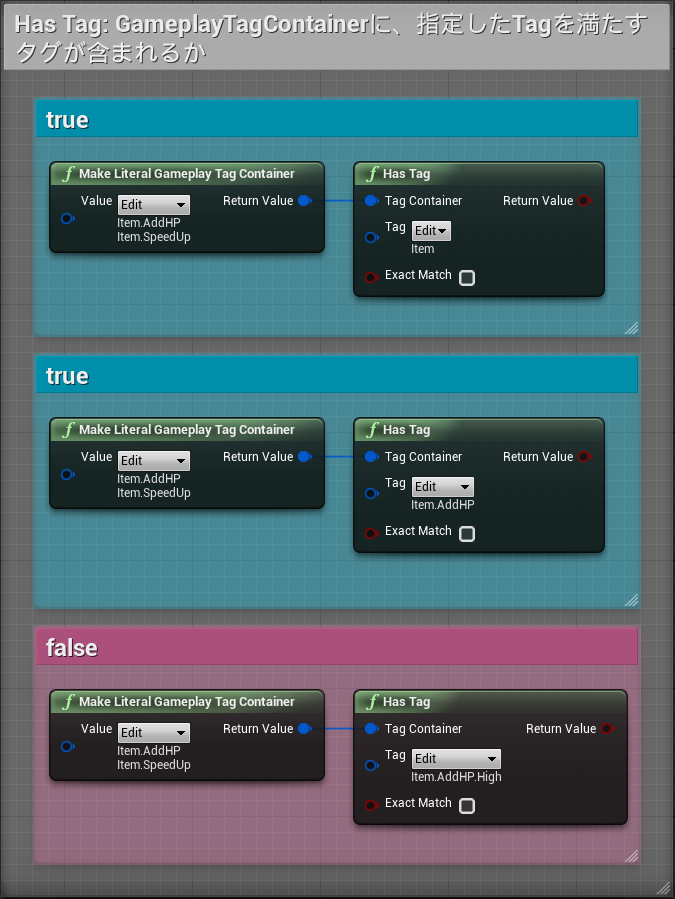 Has Tag: GameplayTagContainerに、指定したTagを満たす
タグが含まれるか
true
f Make Literal Gameplay Tag Container
Value Edit Return Value
Item.AddHP
Item.SpeedUp
f Has Tag
Tag Container Return Value
Tag Edit
Item
Exact Match
true
f Make Literal Gameplay Tag Container
Value Edit Return Value
Item.AddHP
Item.SpeedUp
f Has Tag
Tag Container Return Value
Tag Edit
Item.AddHP
Exact Match
false
f Make Literal Gameplay Tag Container
Value Edit Return Value
Item.AddHP
Item.SpeedUp
f Has Tag
Tag Container Return Value
Tag Edit
Item.AddHP.High
Exact Match